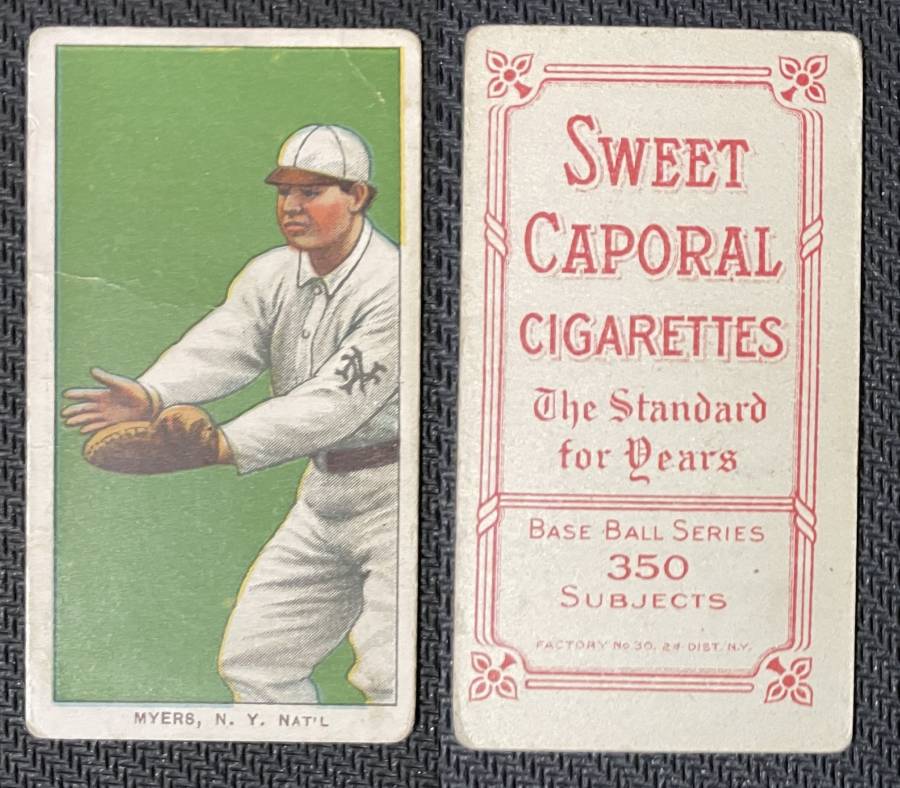 NY
MYERS, N. Y. NAT'L
SWEET
CAPORAL
CIGARETTES
The Standard
for Years
BASE BALL SERIES
350
SUBJECTS
FACTORY No 30, 2d DIST. N.Y.